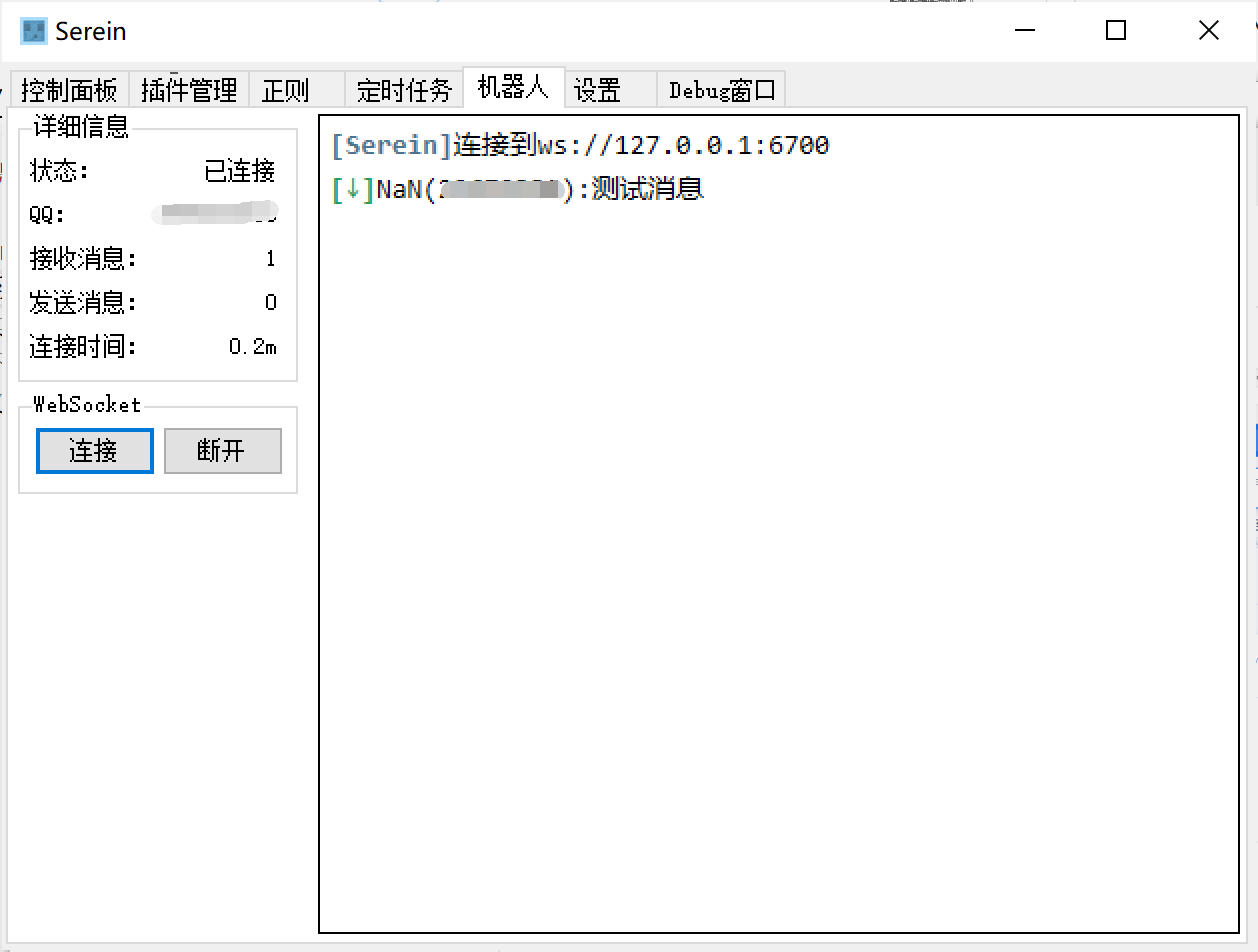 Serein
控制面板 插件管理 正则 定时任务 机器人 设置 Debug窗口
详细信息
状态: 已连接
QQ:
接收消息: 1
发送消息: 0
连接时间: 0.2m
WebSocket
连接 断开
[Serein]连接到ws://127.0.0.1:6700
[↓]NaN( ):测试消息